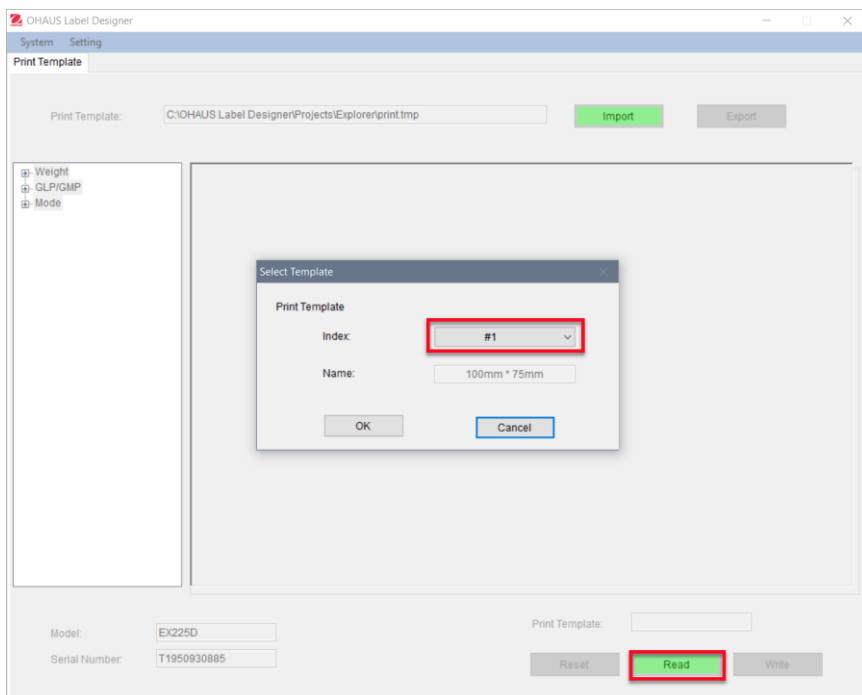 OHAUS Label Designer
System Setting
Print Template
Print Template: C:\OHAUS Label Designer\Projects\Explorer\print.tmp Import Export
Weight
GLP/GMP
Mode
Select Template
Print Template
Index: #1
Name: 100mm * 75mm
OK Cancel
Print Template:
Model: EX225D
Serial Number: T1950930885
Reset Read Write